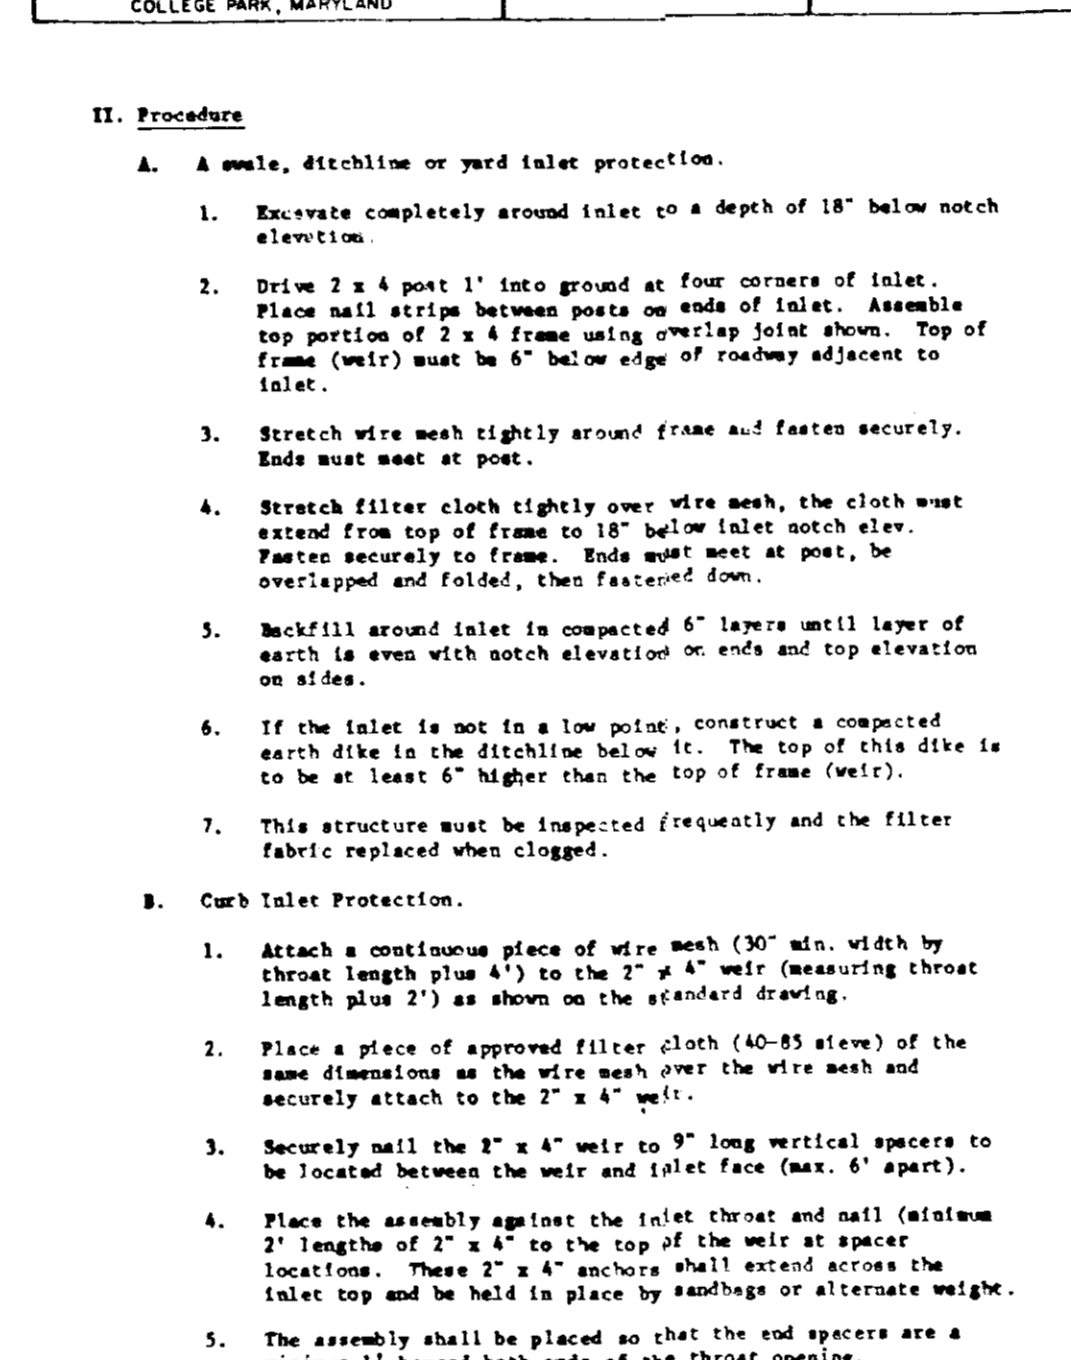 COLLEGE PARK, MARYLAND
II. Procedure
A. A swale, ditchline or yard inlet protection.
1. Excavate completely around inlet to a depth of 18" below notch
elevation.
2. Drive 2 x 4 post 1' into ground at four corners of inlet.
Place nail strips between posts on ends of inlet. Assemble
top portion of 2 x 4 frame using overlap joint shown. Top of
frame (weir) must be 6" below edge of roadway adjacent to
inlet.
3. Stretch wire mesh tightly around frame and fasten securely.
Ends must meet at post.
4. Stretch filter cloth tightly over wire mesh, the cloth must
extend from top of frame to 18" below inlet notch elev.
Fasten securely to frame. Ends must meet at post, be
overlapped and folded, then fastened down.
5. Backfill around inlet in compacted 6" layers until layer of
earth is even with notch elevation on ends and top elevation
on sides.
6. If the inlet is not in a low point, construct a compacted
earth dike in the ditchline below it. The top of this dike is
to be at least 6" higher than the top of frame (weir).
7. This structure must be inspected frequently and the filter
fabric replaced when clogged.
B. Curb Inlet Protection.
1. Attach a continuous piece of wire mesh (30" min. width by
throat length plus 4') to the 2" x 4" weir (measuring throat
length plus 2') as shown on the standard drawing.
2. Place a piece of approved filter cloth (40-85 sieve) of the
same dimensions as the wire mesh over the wire mesh and
securely attach to the 2" x 4" weir.
3. Securely nail the 2" x 4" weir to 9" long vertical spacers to
be located between the weir and inlet face (max. 6' apart).
4. Place the assembly against the inlet throat and nail (minimum
2' lengths of 2" x 4" to the top of the weir at spacer
locations. These 2" x 4" anchors shall extend across the
inlet top and be held in place by sandbags or alternate weight.
5. The assembly shall be placed so that the end spacers are a
minimum 1' beyond both ends of the throat opening.